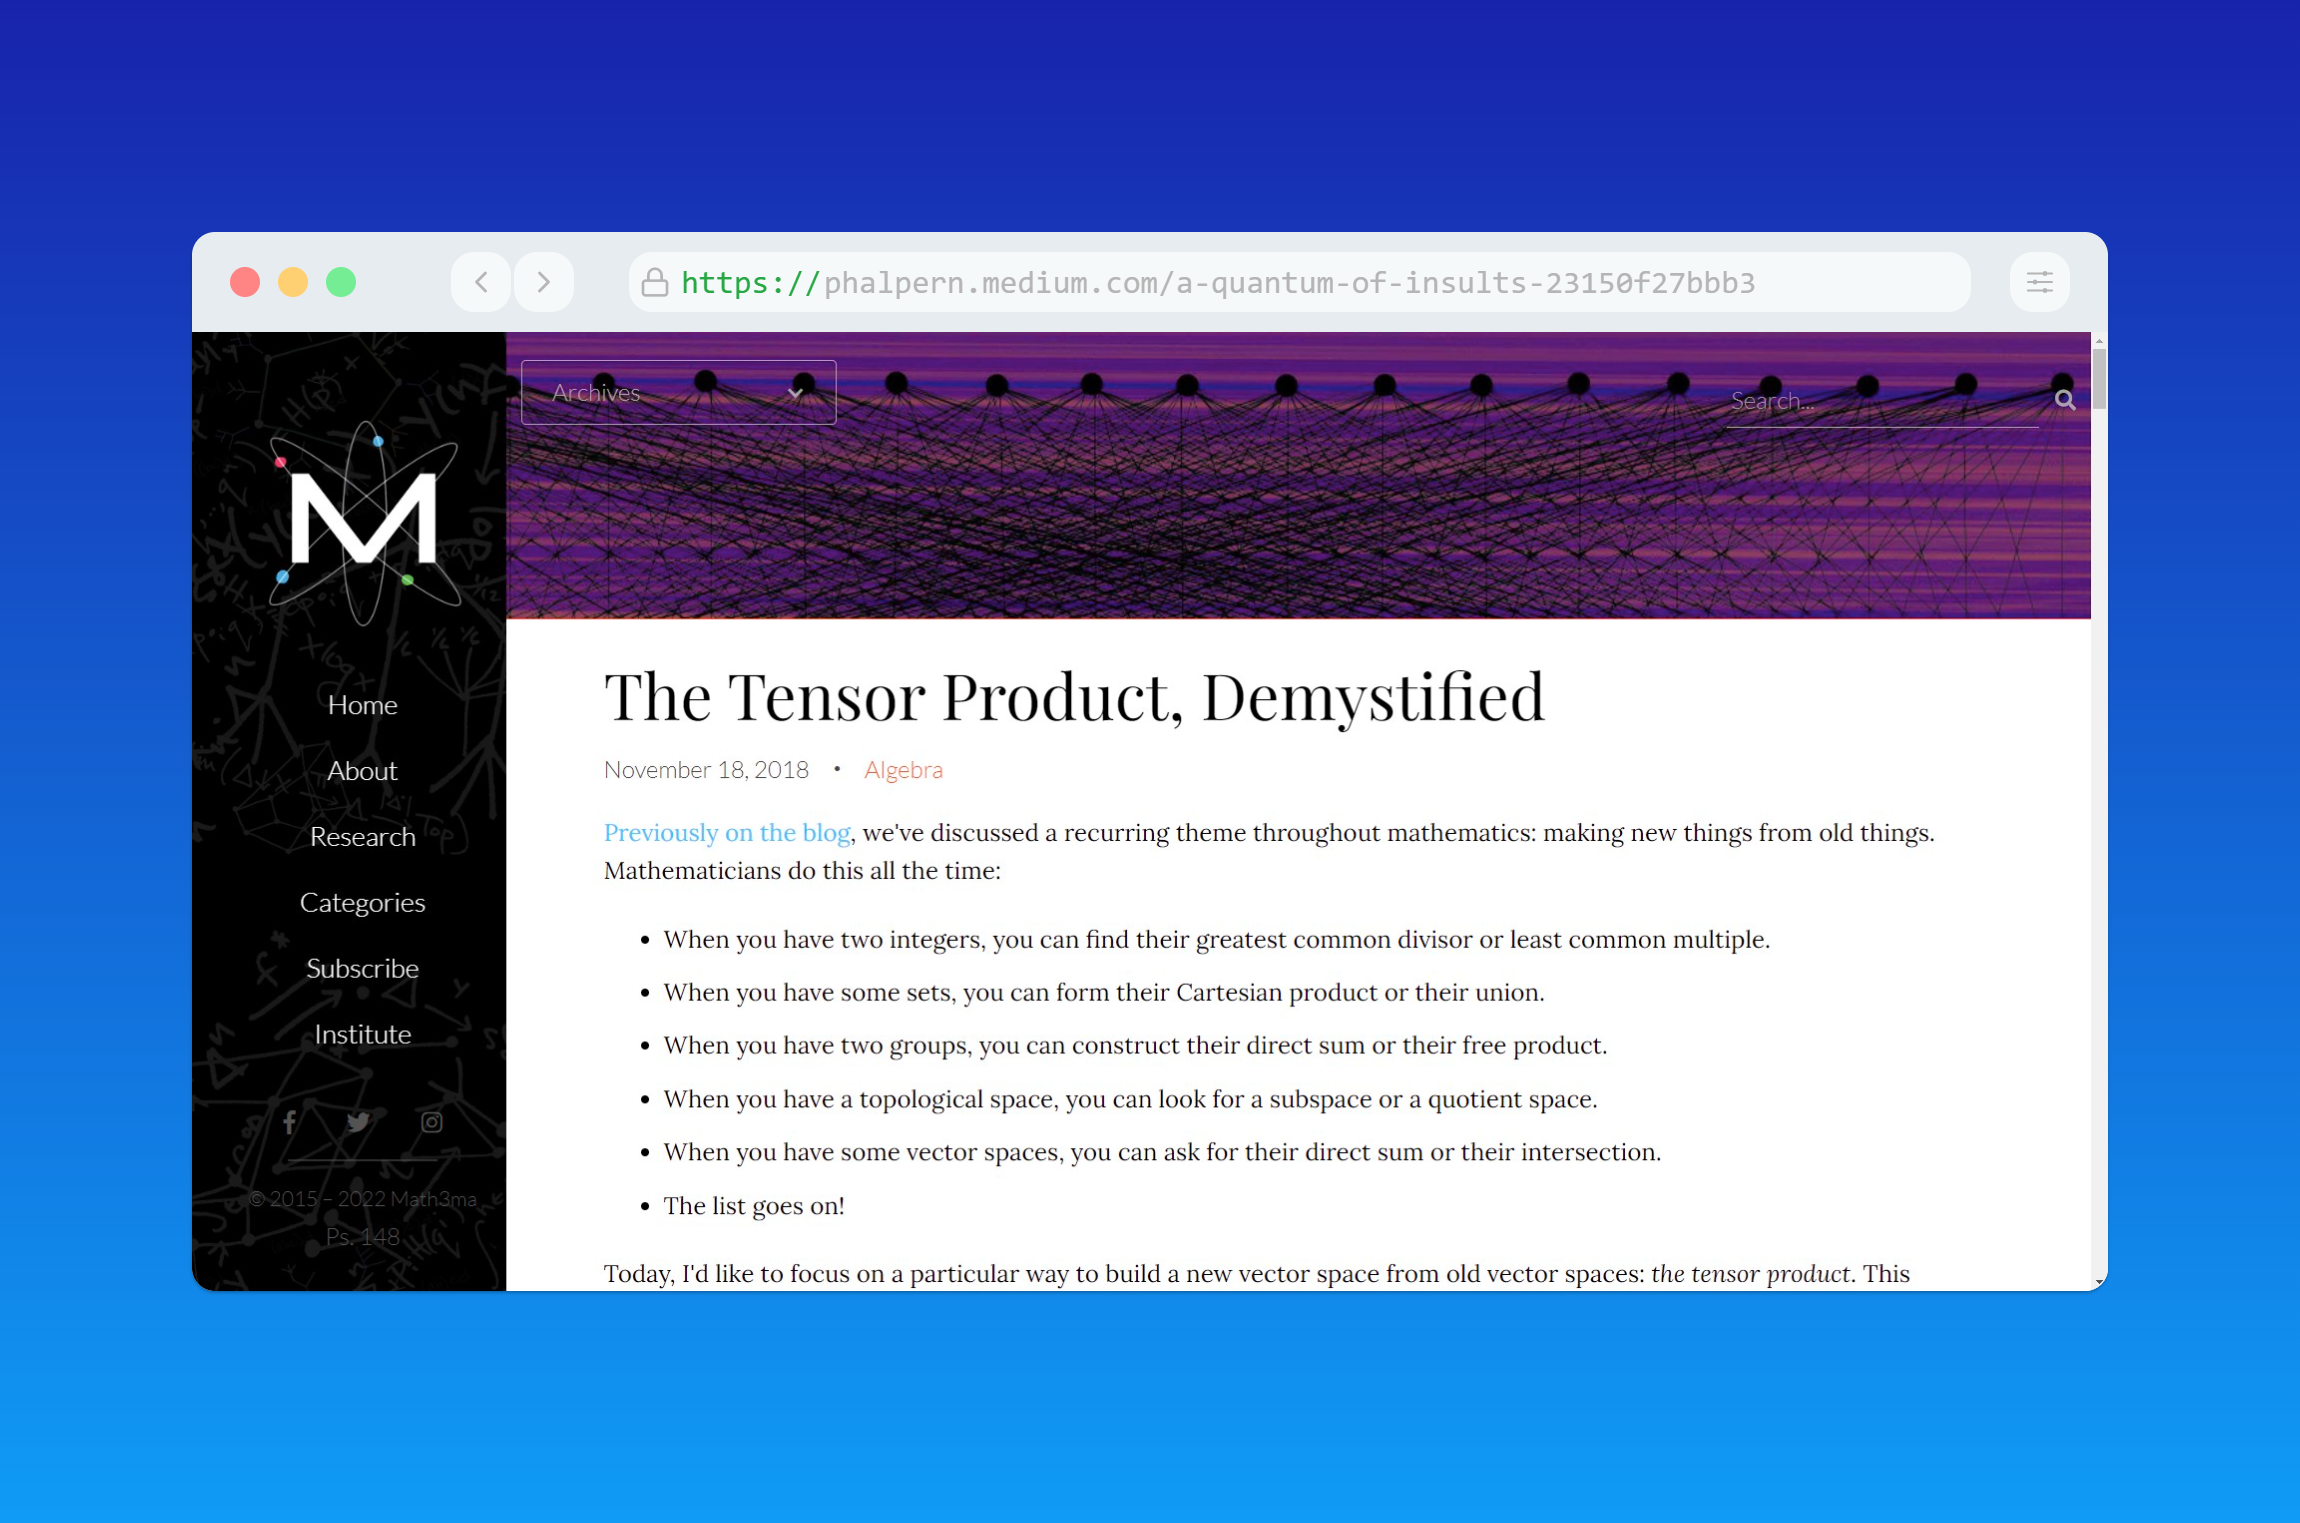 https://phalpern.medium.com/a-quantum-of-insults-23150f27bbb3
Archives
Search...
M
Home
About
Research
Categories
Subscribe
Institute
© 2015 – 2022 Math3ma
Ps. 148
The Tensor Product, Demystified
November 18, 2018 • Algebra
Previously on the blog, we've discussed a recurring theme throughout mathematics: making new things from old things.
Mathematicians do this all the time:
• When you have two integers, you can find their greatest common divisor or least common multiple.
• When you have some sets, you can form their Cartesian product or their union.
• When you have two groups, you can construct their direct sum or their free product.
• When you have a topological space, you can look for a subspace or a quotient space.
• When you have some vector spaces, you can ask for their direct sum or their intersection.
• The list goes on!
Today, I'd like to focus on a particular way to build a new vector space from old vector spaces: the tensor product. This